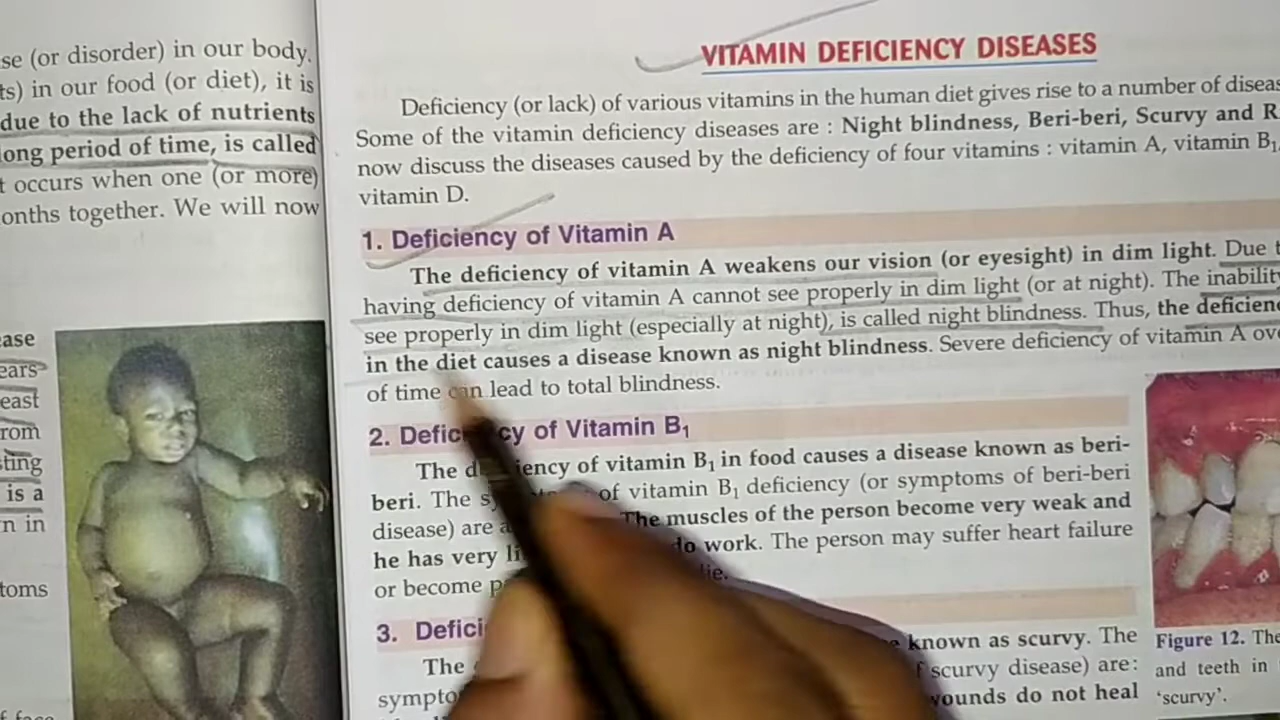 se (or disorder) in our body.
ts) in our food (or diet), it is
due to the lack of nutrients
long period of time, is called
t occurs when one (or more)
onths together. We will now
ease
ears
east
rom
ting
is a
n in
toms
VITAMIN DEFICIENCY DISEASES
Deficiency (or lack) of various vitamins in the human diet gives rise to a number of diseas
Some of the vitamin deficiency diseases are : Night blindness, Beri-beri, Scurvy and R
now discuss the diseases caused by the deficiency of four vitamins : vitamin A, vitamin B1
vitamin D.
1. Deficiency of Vitamin A
The deficiency of vitamin A weakens our vision (or eyesight) in dim light. Due t
having deficiency of vitamin A cannot see properly in dim light (or at night). The inability
see properly in dim light (especially at night), is called night blindness. Thus, the deficienc
in the diet causes a disease known as night blindness. Severe deficiency of vitamin A ove
of time can lead to total blindness.
2. Deficiency of Vitamin B1
The deficiency of vitamin B1 in food causes a disease known as beri-
beri. The of vitamin B1 deficiency (or symptoms of beri-beri
disease) are The muscles of the person become very weak and
he has very do work. The person may suffer heart failure
or become
3. Defici
The known as scurvy. The
sympto scurvy disease) are:
wounds do not heal
Figure 12. The
and teeth in
'scurvy'.